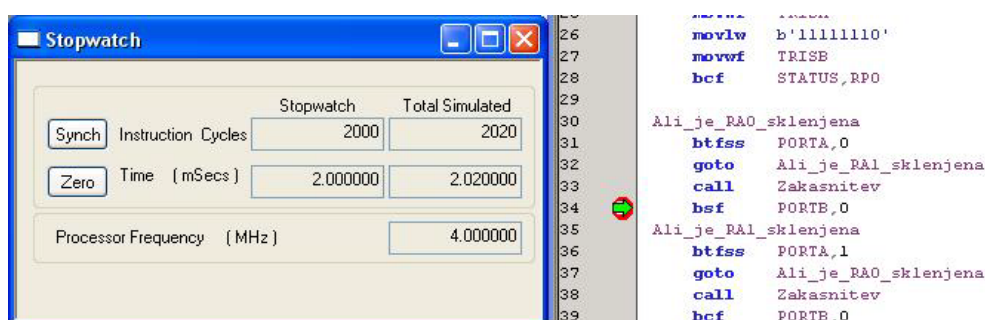 Stopwatch
Stopwatch Total Simulated
Synch Instruction Cycles 2000 2020
Zero Time (mSecs) 2.000000 2.020000
Processor Frequency (MHz) 4.000000
26 movlw b'11111110'
27 movwf TRISB
28 bcf STATUS,RP0
29
30 Ali_je_RA0_sklenjena
31 btfss PORTA,0
32 goto Ali_je_RA1_sklenjena
33 call Zakasnitev
34 bsf PORTB,0
35 Ali_je_RA1_sklenjena
36 btfss PORTA,1
37 goto Ali_je_RA0_sklenjena
38 call Zakasnitev
39 bcf PORTB,0